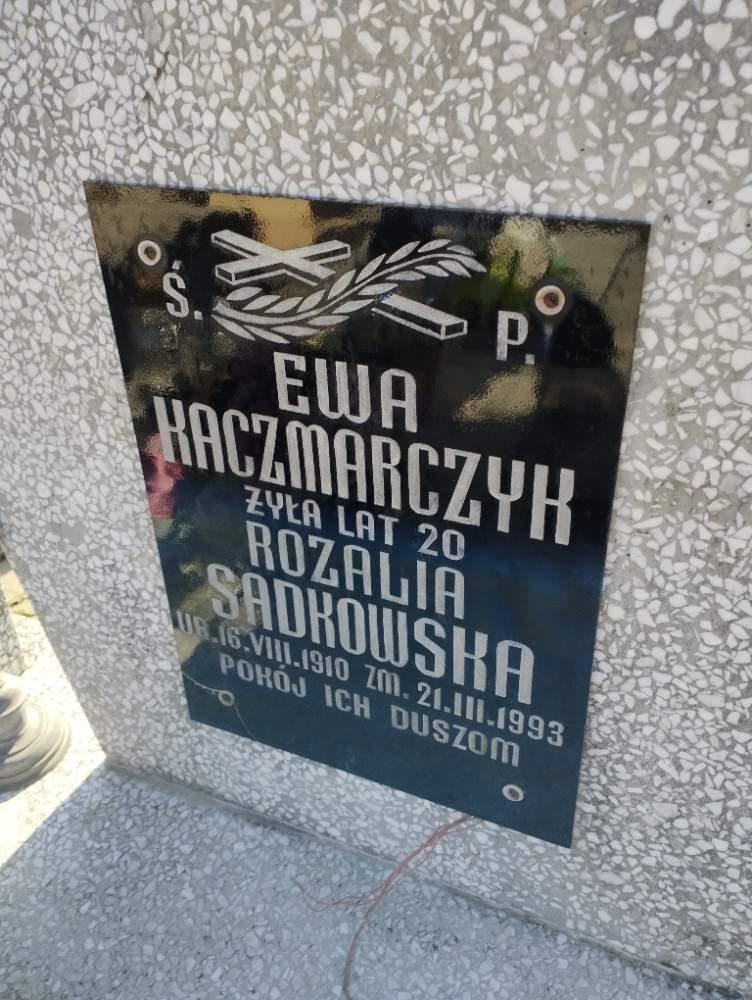 Ś. P.
EWA
KACZMARCZYK
ŻYŁA LAT 20
ROZALIA
SADKOWSKA
UR. 16.VIII.1910 ZM. 21.III.1993
POKÓJ ICH DUSZOM